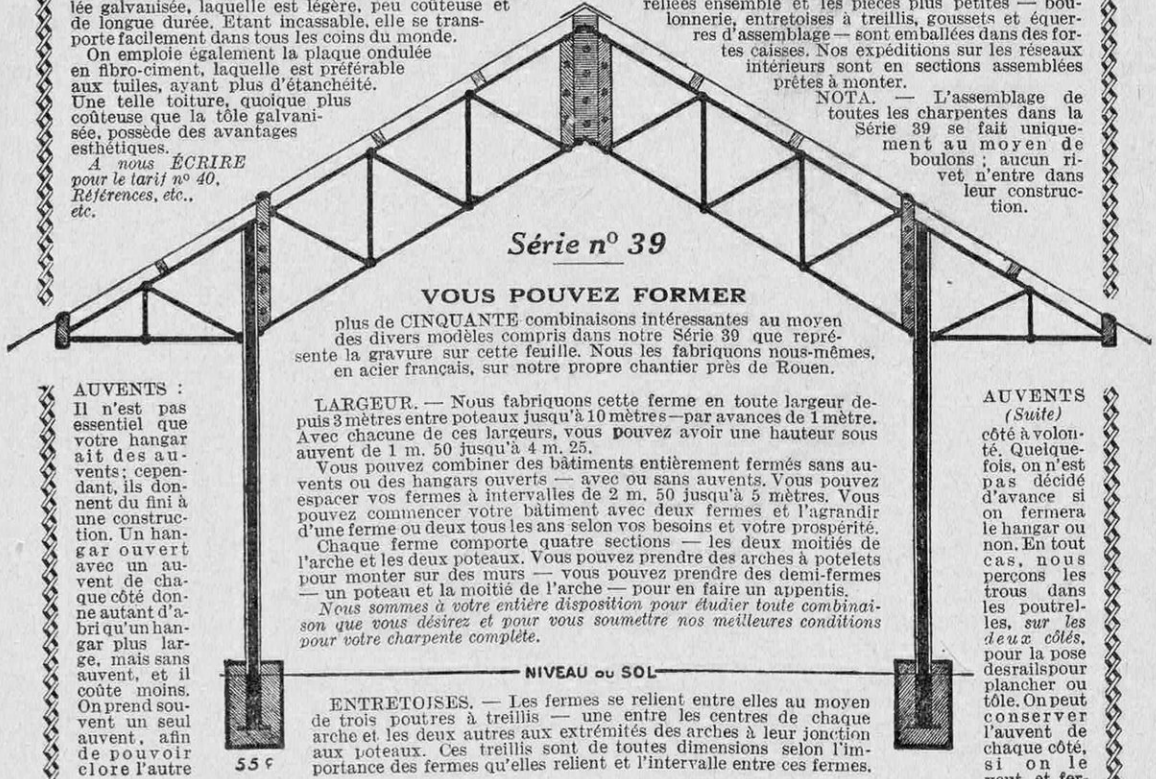 lée galvanisée, laquelle est légère, peu coûteuse et
de longue durée. Etant incassable, elle se trans-
porte facilement dans tous les coins du monde.
On emploie également la plaque ondulée
en fibro-ciment, laquelle est préférable
aux tuiles, ayant plus d'étanchéité.
Une telle toiture, quoique plus
coûteuse que la tôle galvani-
sée, possède des avantages
esthétiques.
A nous ÉCRIRE
pour le tarif nº 40,
Références, etc.,
etc.
reliées ensemble et les pièces plus petites — bou-
lonnerie, entretoises à treillis, goussets et équer-
res d'assemblage — sont emballées dans des for-
tes caisses. Nos expéditions sur les réseaux
intérieurs sont en sections assemblées
prêtes à monter.
NOTA. — L'assemblage de
toutes les charpentes dans la
Série 39 se fait unique-
ment au moyen de
boulons ; aucun ri-
vet n'entre dans
leur construc-
tion.
Série nº 39
VOUS POUVEZ FORMER
plus de CINQUANTE combinaisons intéressantes au moyen
des divers modèles compris dans notre Série 39 que repré-
sente la gravure sur cette feuille. Nous les fabriquons nous-mêmes,
en acier français, sur notre propre chantier près de Rouen.
LARGEUR. — Nous fabriquons cette ferme en toute largeur de-
puis 3 mètres entre poteaux jusqu'à 10 mètres—par avances de 1 mètre.
Avec chacune de ces largeurs, vous pouvez avoir une hauteur sous
auvent de 1 m. 50 jusqu'à 4 m. 25.
Vous pouvez combiner des bâtiments entièrement fermés sans au-
vents ou des hangars ouverts — avec ou sans auvents. Vous pouvez
espacer vos fermes à intervalles de 2 m. 50 jusqu'à 5 mètres. Vous
pouvez commencer votre bâtiment avec deux fermes et l'agrandir
d'une ferme ou deux tous les ans selon vos besoins et votre prospérité.
Chaque ferme comporte quatre sections — les deux moitiés de
l'arche et les deux poteaux. Vous pouvez prendre des arches à potelets
pour monter sur des murs — vous pouvez prendre des demi-fermes
— un poteau et la moitié de l'arche — pour en faire un appentis.
Nous sommes à votre entière disposition pour étudier toute combinai-
son que vous désirez et pour vous soumettre nos meilleures conditions
pour votre charpente complète.
NIVEAU OU SOL
ENTRETOISES. — Les fermes se relient entre elles au moyen
de trois poutres à treillis — une entre les centres de chaque
arche et les deux autres aux extrémités des arches à leur jonction
aux poteaux. Ces treillis sont de toutes dimensions selon l'im-
portance des fermes qu'elles relient et l'intervalle entre ces fermes.
AUVENTS :
Il n'est pas
essentiel que
votre hangar
ait des au-
vents; cepen-
dant, ils don-
nent du fini à
une construc-
tion. Un han-
gar ouvert
avec un au-
vent de cha-
que côté don-
ne autant d'a-
bri qu'un han-
gar plus lar-
ge, mais sans
auvent, et il
coûte moins.
On prend sou-
vent un seul
auvent, afin
de pouvoir
clore l'autre
55 c
AUVENTS
(Suite)
côté à volon-
té. Quelque-
fois, on n'est
pas décidé
d'avance si
on fermera
le hangar ou
non. En tout
cas, nous
perçons les
trous dans
les poutrel-
les, sur les
deux côtés,
pour la pose
des rails pour
plancher ou
tôle. On peut
conserver
l'auvent de
chaque côté,
si on le